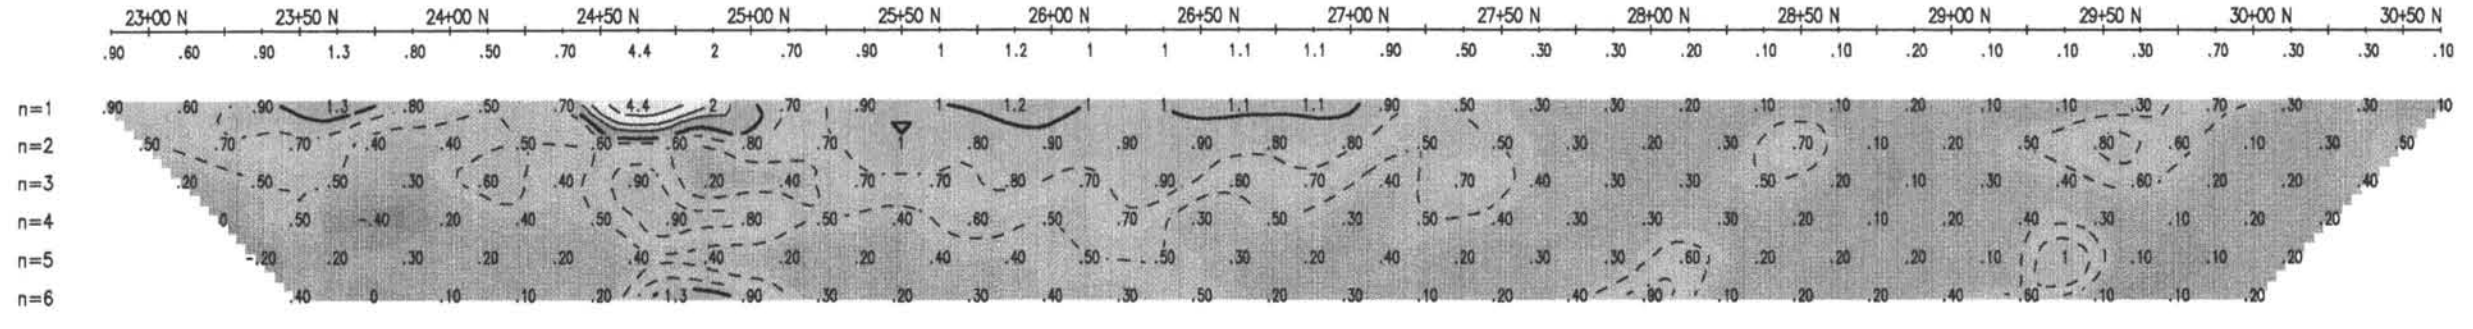 23+00 N 23+50 N 24+00 N 24+50 N 25+00 N 25+50 N 26+00 N 26+50 N 27+00 N 27+50 N 28+00 N 28+50 N 29+00 N 29+50 N 30+00 N 30+50 N
.90 .60 .90 1.3 .80 .50 .70 4.4 2 .70 .90 1 1.2 1 1 1.1 1.1 .90 .50 .30 .30 .20 .10 .10 .20 .10 .10 .30 .70 .30 .30 .10
n=1 .90 .60 .90 1.3 .80 .50 .70 4.4 2 .70 .90 1 1.2 1 1 1.1 1.1 .90 .50 .30 .30 .20 .10 .10 .20 .10 .10 .30 .70 .30 .30 .10
n=2 .50 .70 .70 .40 .40 .50 .60 .60 .80 .70 1 .80 .90 .90 .90 .80 .80 .50 .50 .30 .20 .30 .70 .10 .20 .50 .80 .60 .10 .30 .50
n=3 .20 .50 .50 .30 .60 .40 .90 .20 .40 .70 .70 .80 .70 .90 .60 .70 .40 .70 .40 .30 .30 .50 .20 .10 .30 .40 .60 .20 .20 .40
n=4 0 .50 -.40 .20 .40 .50 .90 .80 .50 .40 .60 .50 .70 .30 .50 .30 .50 .40 .30 .30 .30 .20 .10 .20 .40 .30 .20 .20 .20
n=5 -.20 .20 .30 .20 .20 .40 .40 .50 .20 .40 .40 .50 .50 .30 .20 .40 .20 .30 .60 .20 .20 .20 .10 1 .10 .20 .10 .20
n=6 .40 0 .10 .10 .20 1.3 .90 .30 .20 .30 .40 .30 .50 .20 .30 .10 .20 .40 .90 .10 .20 .20 .40 .20 .60 .10 .10 .20